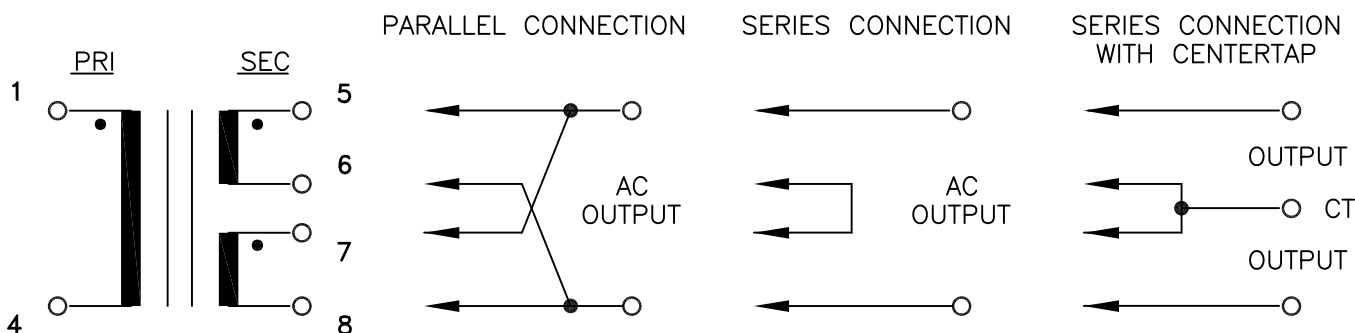 PARALLEL CONNECTION
SERIES CONNECTION
SERIES CONNECTION
WITH CENTERTAP
PRI
SEC
1
5
6
7
4
8
AC
OUTPUT
AC
OUTPUT
OUTPUT
CT
OUTPUT